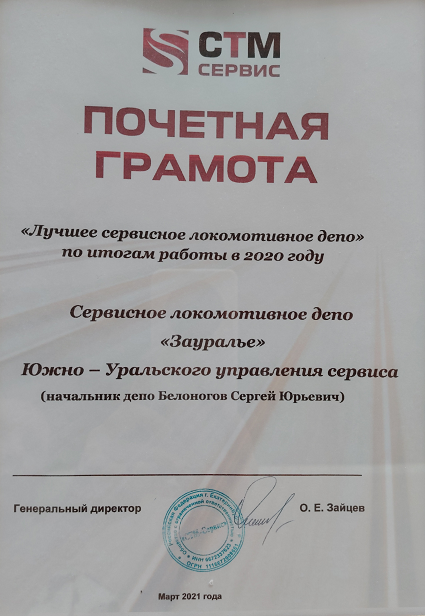 СТМ
СЕРВИС
ПОЧЕТНАЯ
ГРАМОТА
«Лучшее сервисное локомотивное депо»
по итогам работы в 2020 году
Сервисное локомотивное депо
«Зауралье»
Южно – Уральского управления сервиса
(начальник депо Белоногов Сергей Юрьевич)
Генеральный директор
О. Е. Зайцев
Март 2021 года